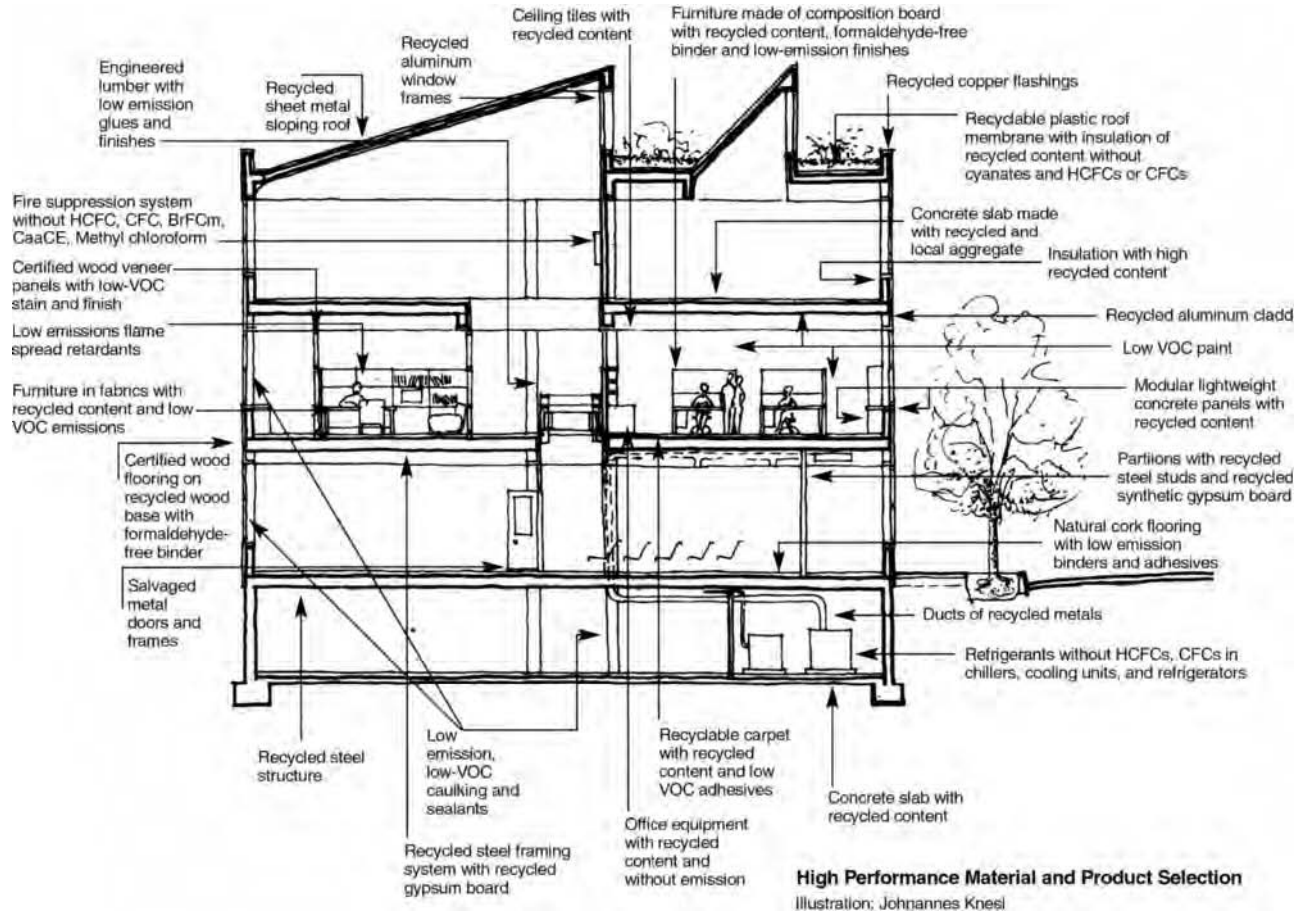 Ceiling tiles with
recycled content
Furniture made of composition board
with recycled content, formaldehyde-free
binder and low-emission finishes
Recycled
aluminum
window
frames
Engineered
lumber with
low emission
glues and
finishes
Recycled
sheet metal
sloping roof
Recycled copper flashings
Recyclable plastic roof
membrane with insulation of
recycled content without
cyanates and HCFCs or CFCs
Fire suppression system
without HCFC, CFC, BrFCm,
CaaCE, Methyl chloroform
Concrete slab made
with recycled and
local aggregate
Insulation with high
recycled content
Certified wood veneer
panels with low-VOC
stain and finish
Recycled aluminum cladd
Low emissions flame
spread retardants
Low VOC paint
Furniture in fabrics with
recycled content and low
VOC emissions
Modular lightweight
concrete panels with
recycled content
Certified wood
flooring on
recycled wood
base with
formaldehyde-
free binder
Partiions with recycled
steel studs and recycled
synthetic gypsum board
Natural cork flooring
with low emission
binders and adhesives
Salvaged
metal
doors and
frames
Ducts of recycled metals
Refrigerants without HCFCs, CFCs in
chillers, cooling units, and refrigerators
Recycled steel
structure
Low
emission,
low-VOC
caulking and
sealants
Recyclable carpet
with recycled
content and low
VOC adhesives
Concrete slab with
recycled content
Office equipment
with recycled
content and
without emission
Recycled steel framing
system with recycled
gypsum board
High Performance Material and Product Selection
Illustration: Johnannes Knesl